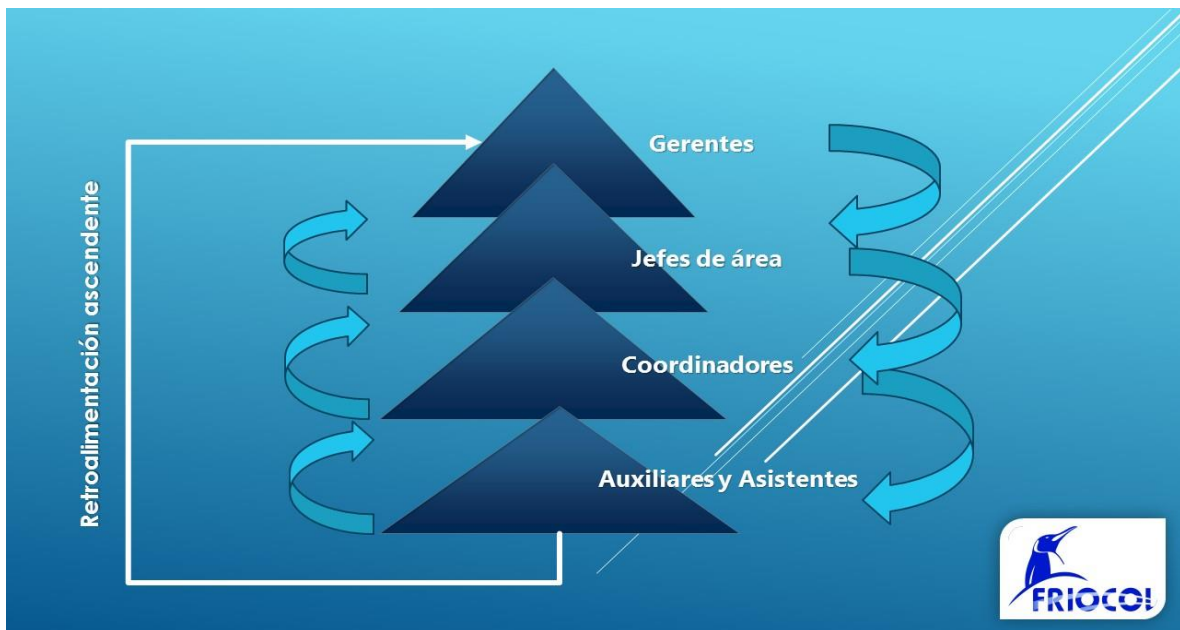 Gerentes
Jefes de área
Coordinadores
Auxiliares y Asistentes
Retroalimentación ascendente
FRIOCOL